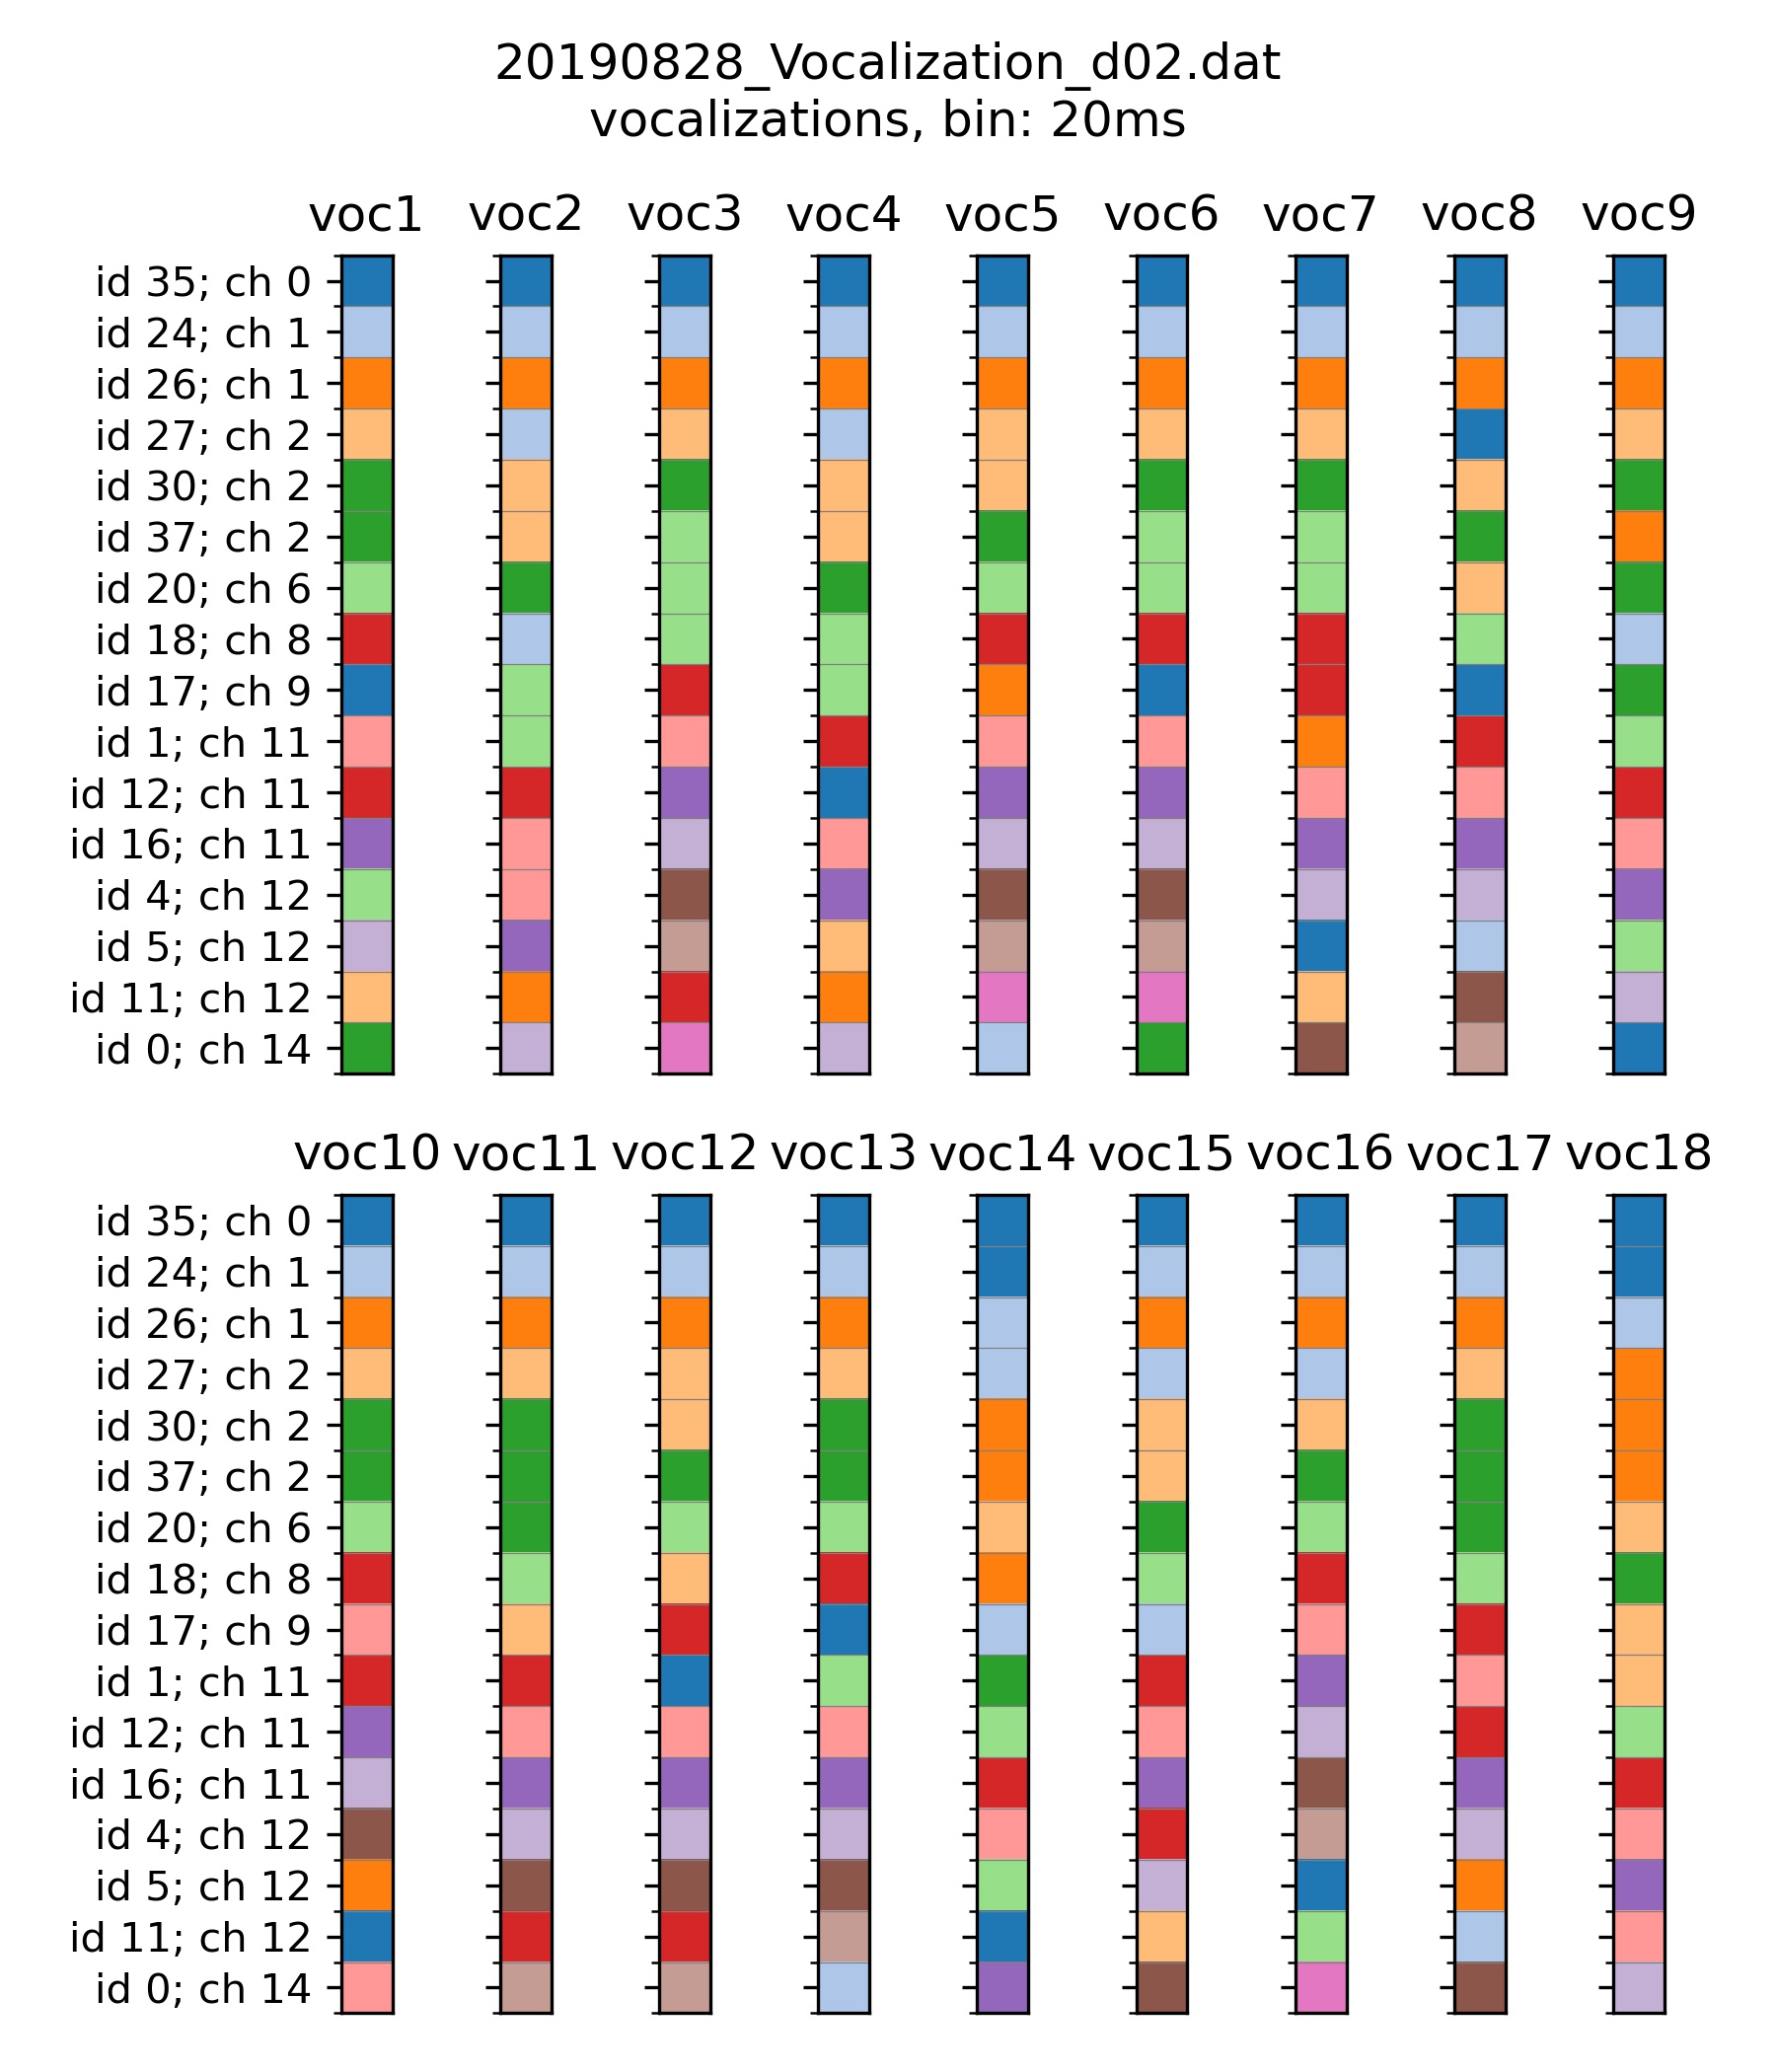 20190828_Vocalization_d02.dat
vocalizations, bin: 20ms
voc1 voc2 voc3 voc4 voc5 voc6 voc7 voc8 voc9
id 35; ch 0
id 24; ch 1
id 26; ch 1
id 27; ch 2
id 30; ch 2
id 37; ch 2
id 20; ch 6
id 18; ch 8
id 17; ch 9
id 1; ch 11
id 12; ch 11
id 16; ch 11
id 4; ch 12
id 5; ch 12
id 11; ch 12
id 0; ch 14
voc10 voc11 voc12 voc13 voc14 voc15 voc16 voc17 voc18
id 35; ch 0
id 24; ch 1
id 26; ch 1
id 27; ch 2
id 30; ch 2
id 37; ch 2
id 20; ch 6
id 18; ch 8
id 17; ch 9
id 1; ch 11
id 12; ch 11
id 16; ch 11
id 4; ch 12
id 5; ch 12
id 11; ch 12
id 0; ch 14